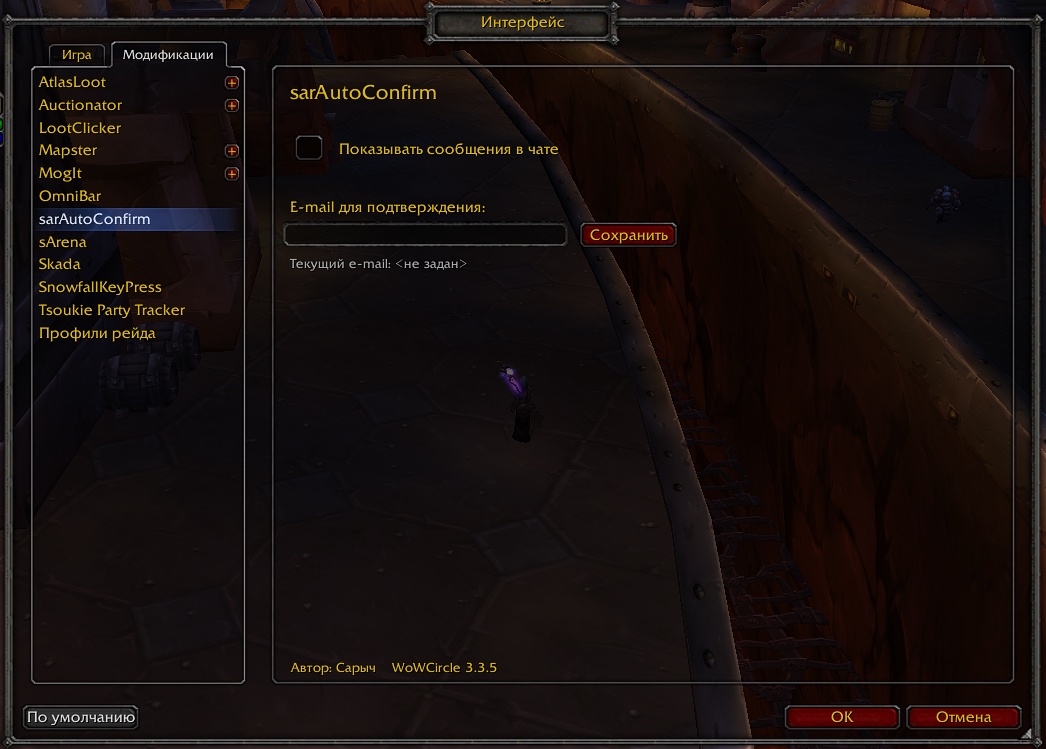 Интерфейс
Игра
Модификации
AtlasLoot
Auctionator
LootClicker
Mapster
MogIt
OmniBar
sarAutoConfirm
sArena
Skada
SnowfallKeyPress
Tsoukie Party Tracker
Профили рейда
sarAutoConfirm
Показывать сообщения в чате
E-mail для подтверждения:
Сохранить
Текущий e-mail: <не задан>
Автор: Сарыч WoWCircle 3.3.5
По умолчанию
ОК
Отмена